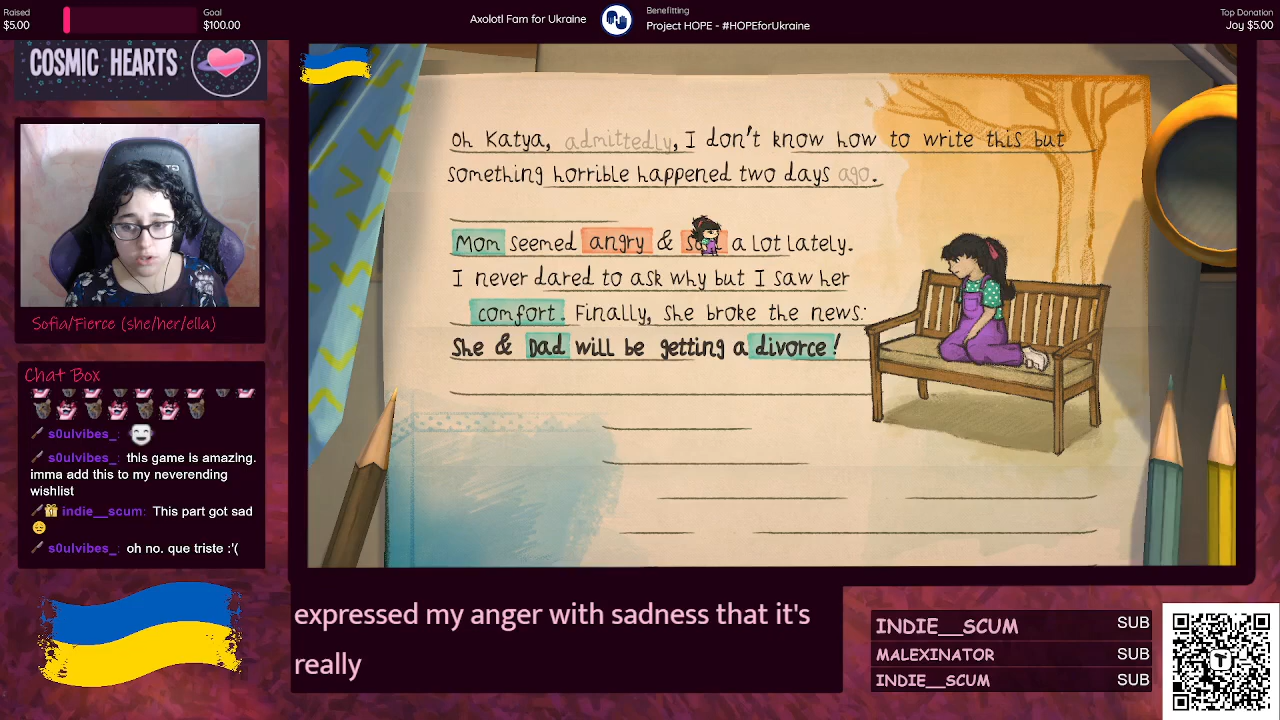 Raised
$5.00
Goal
$100.00
Axolotl Fam for Ukraine
Benefitting
Project HOPE - #HOPEforUkraine
Top Donation
Joy $5.00
COSMIC HEARTS
Sofia/Fierce (she/her/ella)
Chat Box
s0ulvibes_:
s0ulvibes_: this game is amazing.
imma add this to my neverending
wishlist
indie__scum: This part got sad
s0ulvibes_: oh no. que triste :'(
Oh Katya, admittedly, I don't know how to write this but
something horrible happened two days ago.
Mom seemed angry & a lot lately.
I never dared to ask why but I saw her
comfort. Finally, she broke the news:
She & Dad will be getting a divorce!
expressed my anger with sadness that it's
really
INDIE__SCUM SUB
MALEXINATOR SUB
INDIE__SCUM SUB